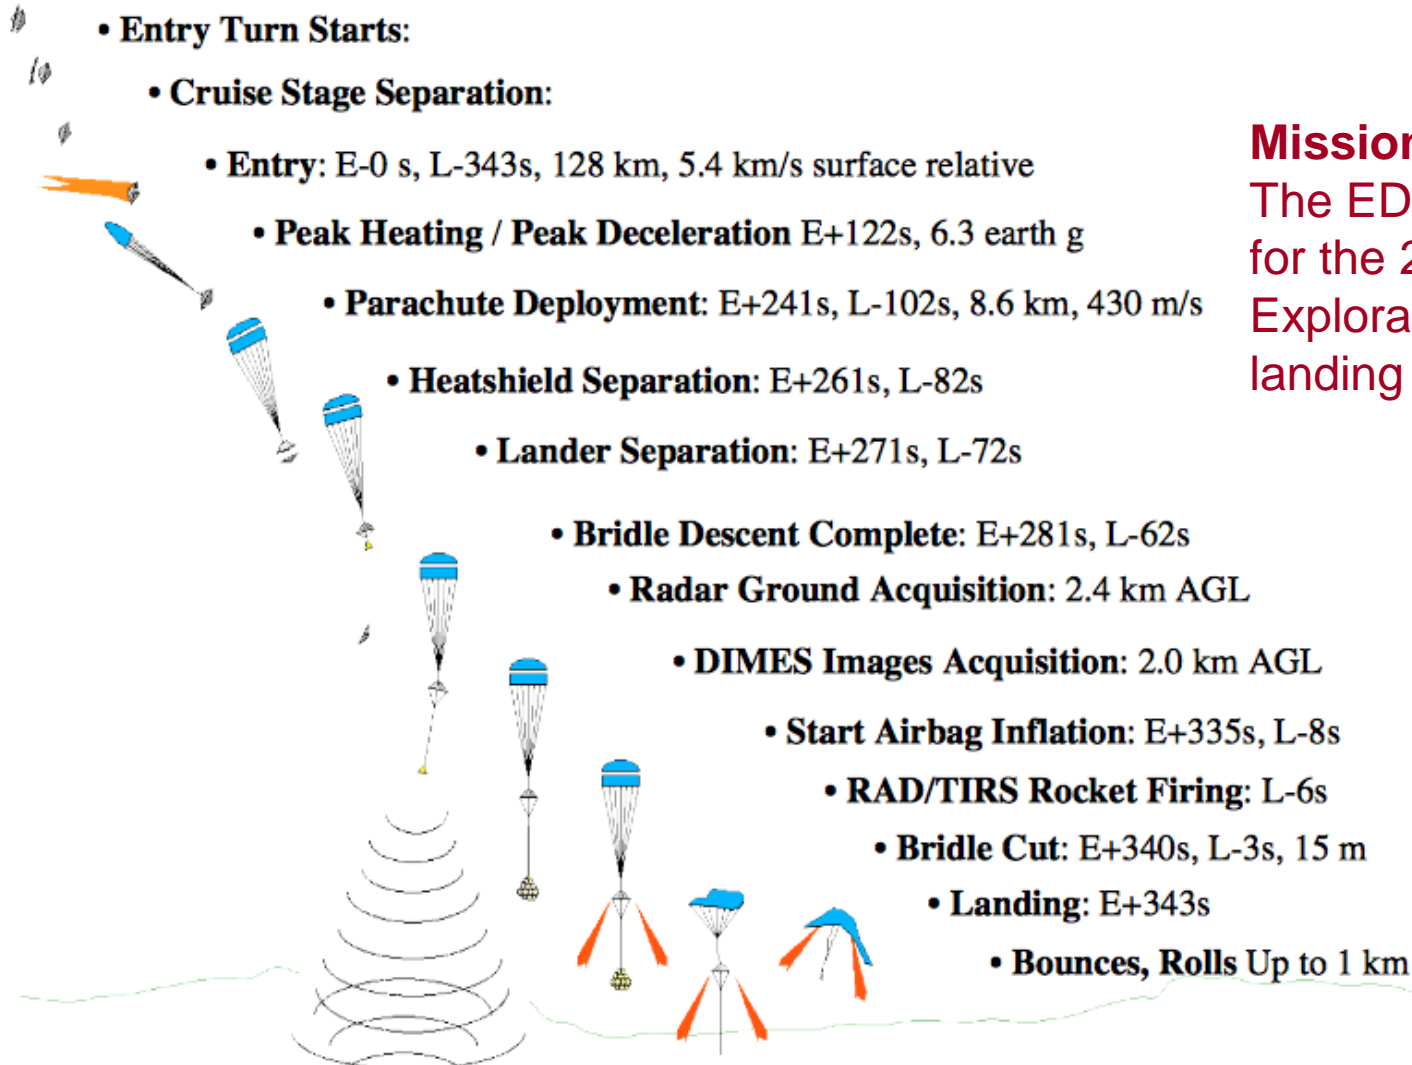 • Entry Turn Starts:
• Cruise Stage Separation:
• Entry: E-0 s, L-343s, 128 km, 5.4 km/s surface relative
• Peak Heating / Peak Deceleration E+122s, 6.3 earth g
• Parachute Deployment: E+241s, L-102s, 8.6 km, 430 m/s
• Heatshield Separation: E+261s, L-82s
• Lander Separation: E+271s, L-72s
• Bridle Descent Complete: E+281s, L-62s
• Radar Ground Acquisition: 2.4 km AGL
• DIMES Images Acquisition: 2.0 km AGL
• Start Airbag Inflation: E+335s, L-8s
• RAD/TIRS Rocket Firing: L-6s
• Bridle Cut: E+340s, L-3s, 15 m
• Landing: E+343s
• Bounces, Rolls Up to 1 km
Mission
The ED
for the 2
Explora
landing